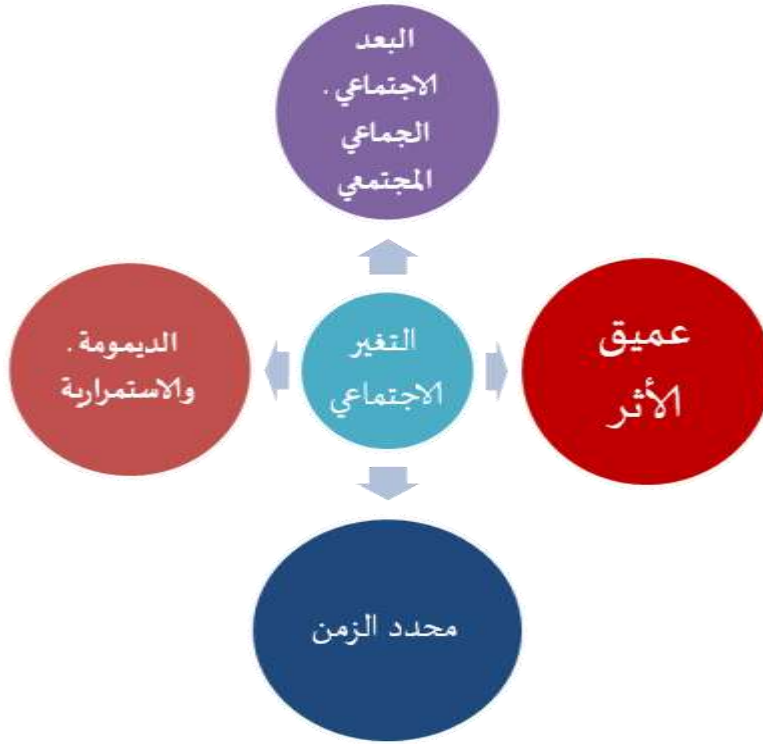 البعد
الاجتماعي.
الجماعي
المجتمعي
عميق
الأثر
التغير
الاجتماعي
الديمومة.
والاستمرارية
محدد الزمن